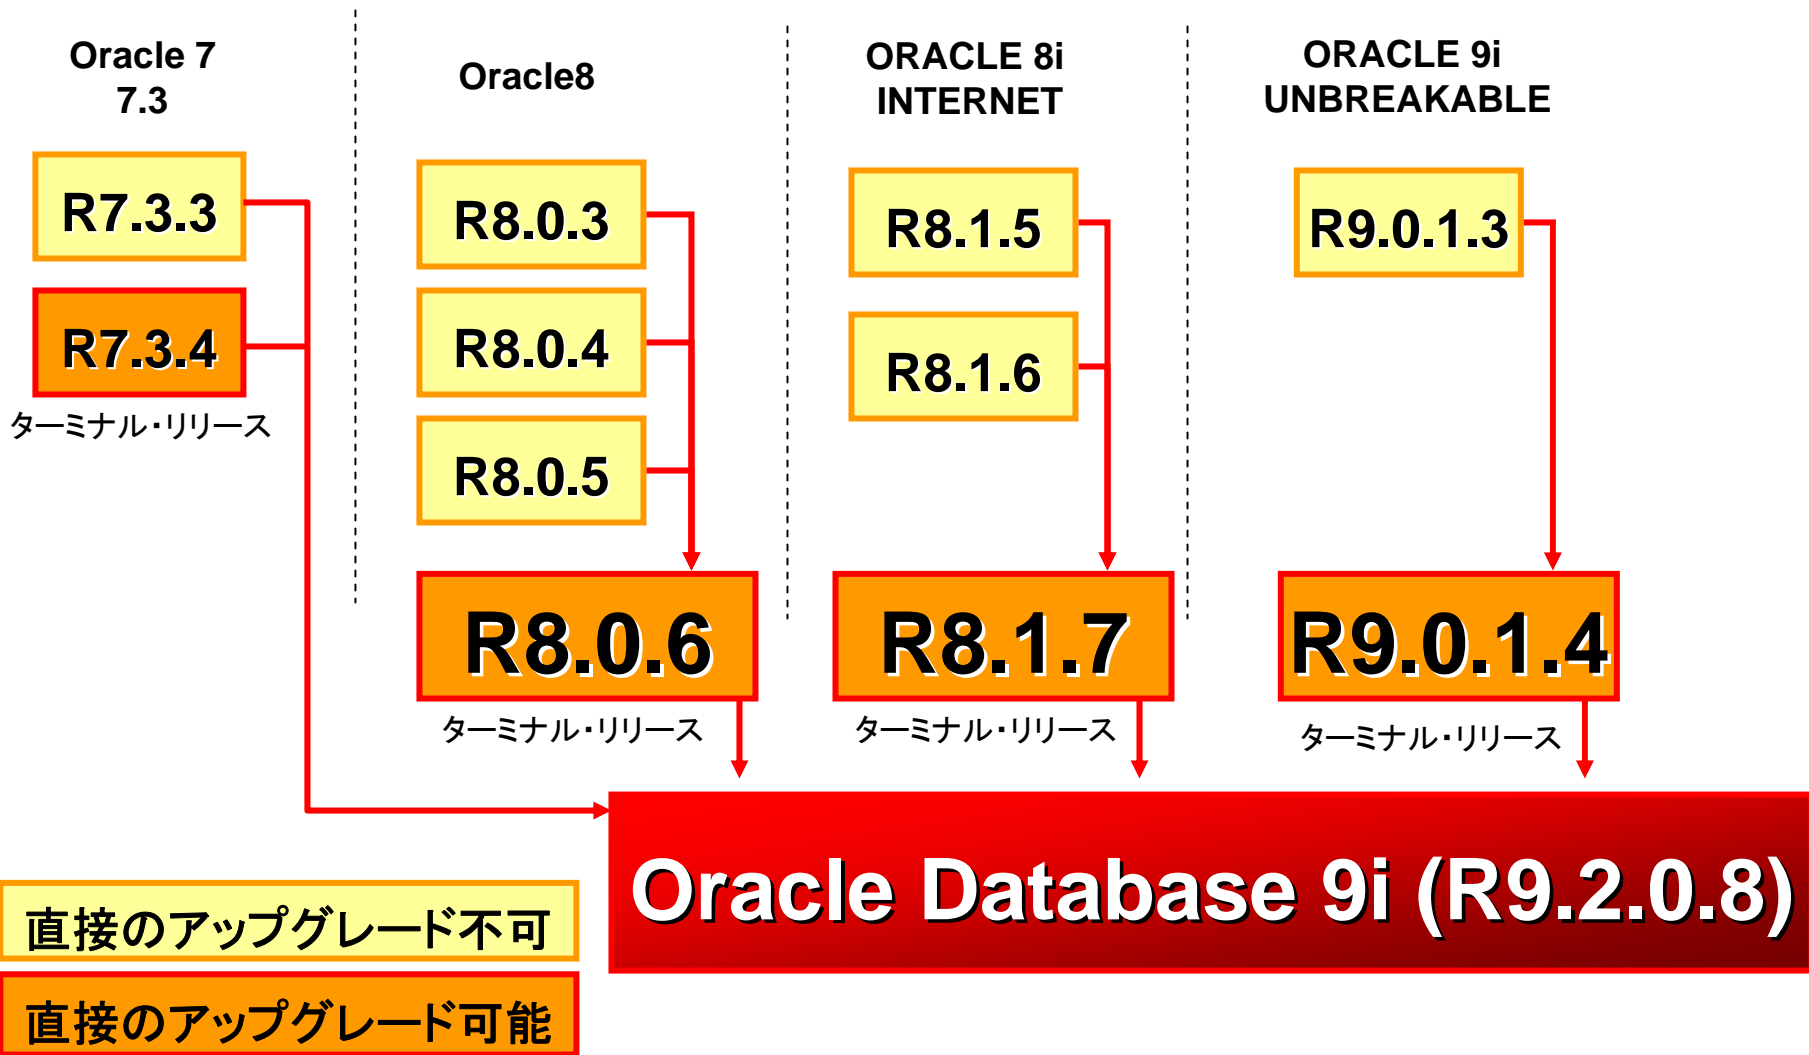 Oracle 7
7.3
R7.3.3
R7.3.4
ターミナル・リリース
Oracle8
R8.0.3
R8.0.4
R8.0.5
R8.0.6
ターミナル・リリース
ORACLE 8i
INTERNET
R8.1.5
R8.1.6
R8.1.7
ターミナル・リリース
ORACLE 9i
UNBREAKABLE
R9.0.1.3
R9.0.1.4
ターミナル・リリース
Oracle Database 9i (R9.2.0.8)
直接のアップグレード不可
直接のアップグレード可能